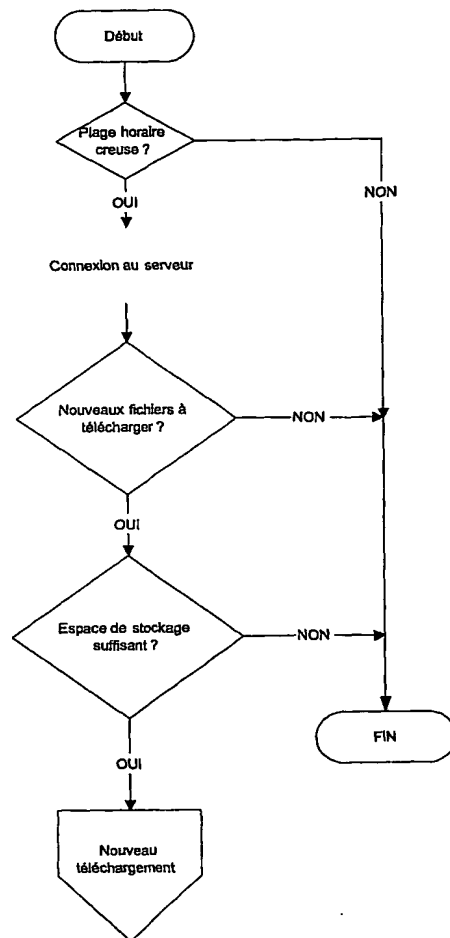 Début
Plage horaire
creuse ?
NON
OUI
Connexion au serveur
Nouveaux fichiers à
télécharger ?
NON
OUI
Espace de stockage
suffisant ?
NON
FIN
OUI
Nouveau
téléchargement